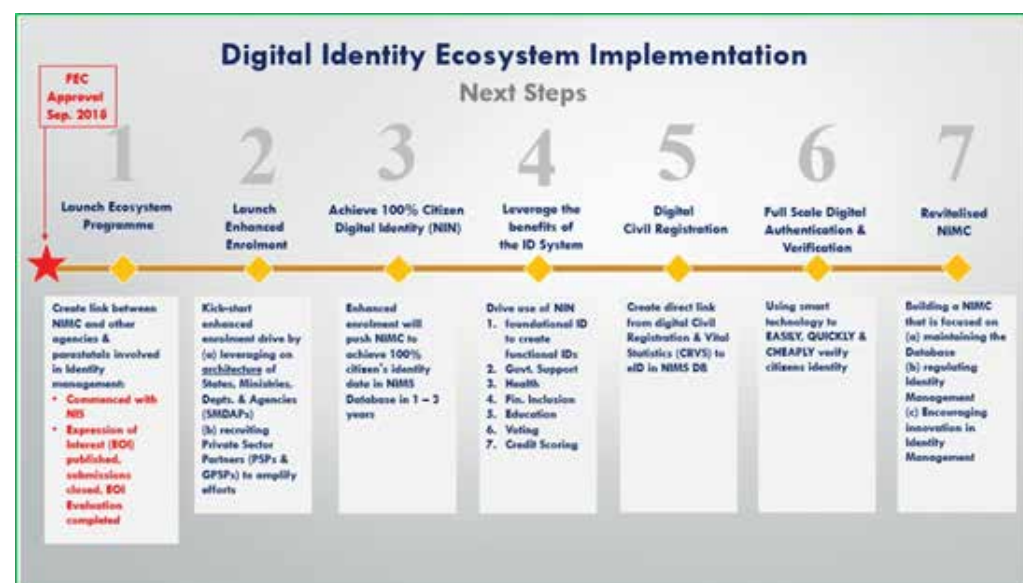 Digital Identity Ecosystem Implementation
Next Steps
FEC
Approval
Sep. 2018
1
Launch Ecosystem
Programme
Create link between
NIMC and other
agencies &
parastatals involved
in Identity
management:
• Commenced with
NIS
• Expression of
Interest (EOI)
published,
submissions
closed, EOI
Evaluation
completed
2
Launch
Enhanced
Enrolment
Kick-start
enhanced
enrolment drive by
(a) leveraging on
architecture of
States, Ministries,
Depts. & Agencies
(SMDAPs)
(b) recruiting
Private Sector
Partners (PSPs &
GPSPs) to amplify
efforts
3
Achieve 100% Citizen
Digital Identity (NIN)
Enhanced
enrolment will
push NIMC to
achieve 100%
citizen's identity
data in NIMS
Database in 1 – 3
years
4
Leverage the
benefits of
the ID System
Drive use of NIN
1. foundational ID
to create
functional IDs
2. Govt. Support
3. Health
4. Fin. Inclusion
5. Education
6. Voting
7. Credit Scoring
5
Digital
Civil Registration
Create direct link
from digital Civil
Registration & Vital
Statistics (CRVS) to
eID in NIMS DB
6
Full Scale Digital
Authentication &
Verification
Using smart
technology to
EASILY, QUICKLY &
CHEAPLY verify
citizens identity
7
Revitalised
NIMC
Building a NIMC
that is focused on
(a) maintaining the
Database
(b) regulating
Identity
Management
(c) Encouraging
innovation in
Identity
Management